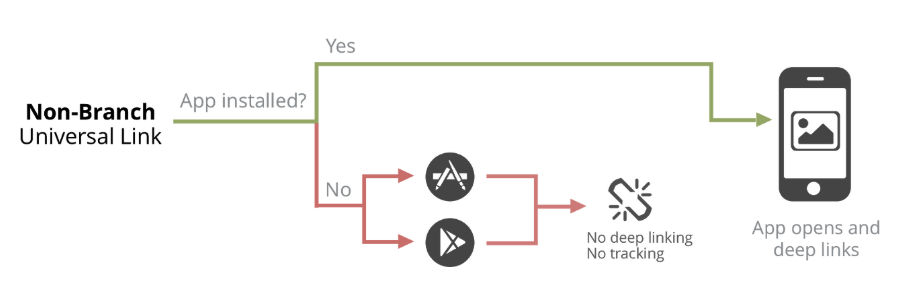 Yes
App installed?
Non-Branch
Universal Link
No
No deep linking
No tracking
App opens and
deep links